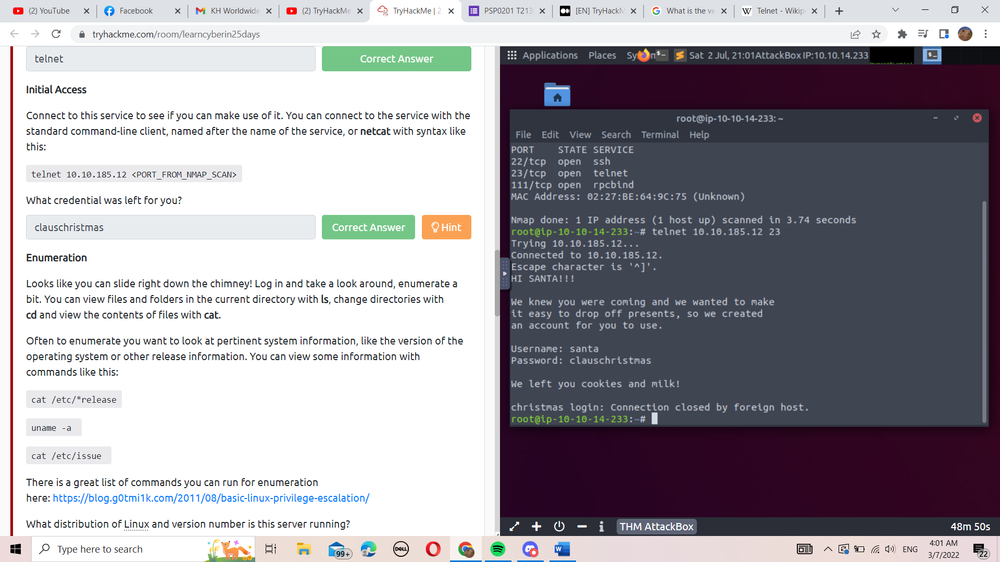 (2) YouTube
Facebook
KH Worldwide
(2) TryHackMe
TryHackMe | 2
PSP0201 T213
[EN] TryHackM
What is the ve
Telnet - Wikip
tryhackme.com/room/learncyberin25days
telnet
Correct Answer
Initial Access
Connect to this service to see if you can make use of it. You can connect to the service with the
standard command-line client, named after the name of the service, or netcat with syntax like
this:
telnet 10.10.185.12 <PORT_FROM_NMAP_SCAN>
What credential was left for you?
clauschristmas
Correct Answer
Hint
Enumeration
Looks like you can slide right down the chimney! Log in and take a look around, enumerate a
bit. You can view files and folders in the current directory with ls, change directories with
cd and view the contents of files with cat.
Often to enumerate you want to look at pertinent system information, like the version of the
operating system or other release information. You can view some information with
commands like this:
cat /etc/*release
uname -a
cat /etc/issue
There is a great list of commands you can run for enumeration
here: https://blog.g0tmi1k.com/2011/08/basic-linux-privilege-escalation/
What distribution of Linux and version number is this server running?
Applications Places Sy m Sat 2 Jul, 21:01 AttackBox IP:10.10.14.233
root@ip-10-10-14-233: ~
File Edit View Search Terminal Help
PORT STATE SERVICE
22/tcp open ssh
23/tcp open telnet
111/tcp open rpcbind
MAC Address: 02:27:BE:64:9C:75 (Unknown)
Nmap done: 1 IP address (1 host up) scanned in 3.74 seconds
root@ip-10-10-14-233:~# telnet 10.10.185.12 23
Trying 10.10.185.12...
Connected to 10.10.185.12.
Escape character is '^]'.
HI SANTA!!!
We knew you were coming and we wanted to make
it easy to drop off presents, so we created
an account for you to use.
Username: santa
Password: clauschristmas
We left you cookies and milk!
christmas login: Connection closed by foreign host.
root@ip-10-10-14-233:~#
THM AttackBox
48m 50s
Type here to search
99+
DELL
ENG
4:01 AM
3/7/2022
22